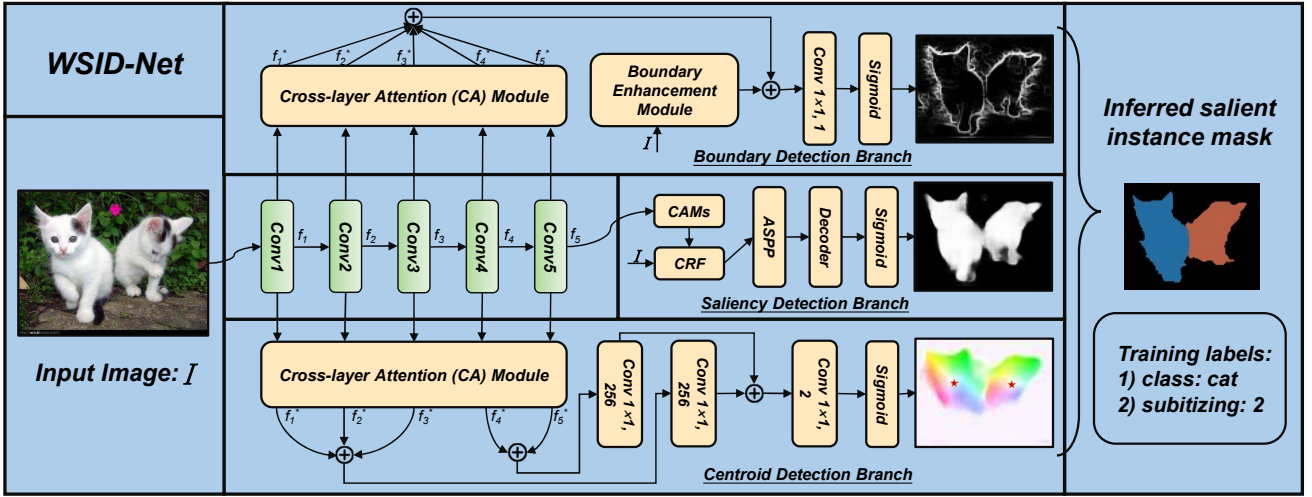 WSID-Net
Input Image: I
f1*
f2*
f3*
f4*
f5*
Cross-layer Attention (CA) Module
Boundary
Enhancement
Module
I
Conv 1×1, 1
Sigmoid
Boundary Detection Branch
Conv1
f1
Conv2
f2
Conv3
f3
Conv4
f4
Conv5
f5
CAMs
I
CRF
ASPP
Decoder
Sigmoid
Saliency Detection Branch
Cross-layer Attention (CA) Module
f1*
f2*
f3*
f4*
f5*
Conv 1×1,
256
Conv 1×1,
256
Conv 1×1,
2
Sigmoid
Centroid Detection Branch
Inferred salient
instance mask
Training labels:
1) class: cat
2) subitizing: 2